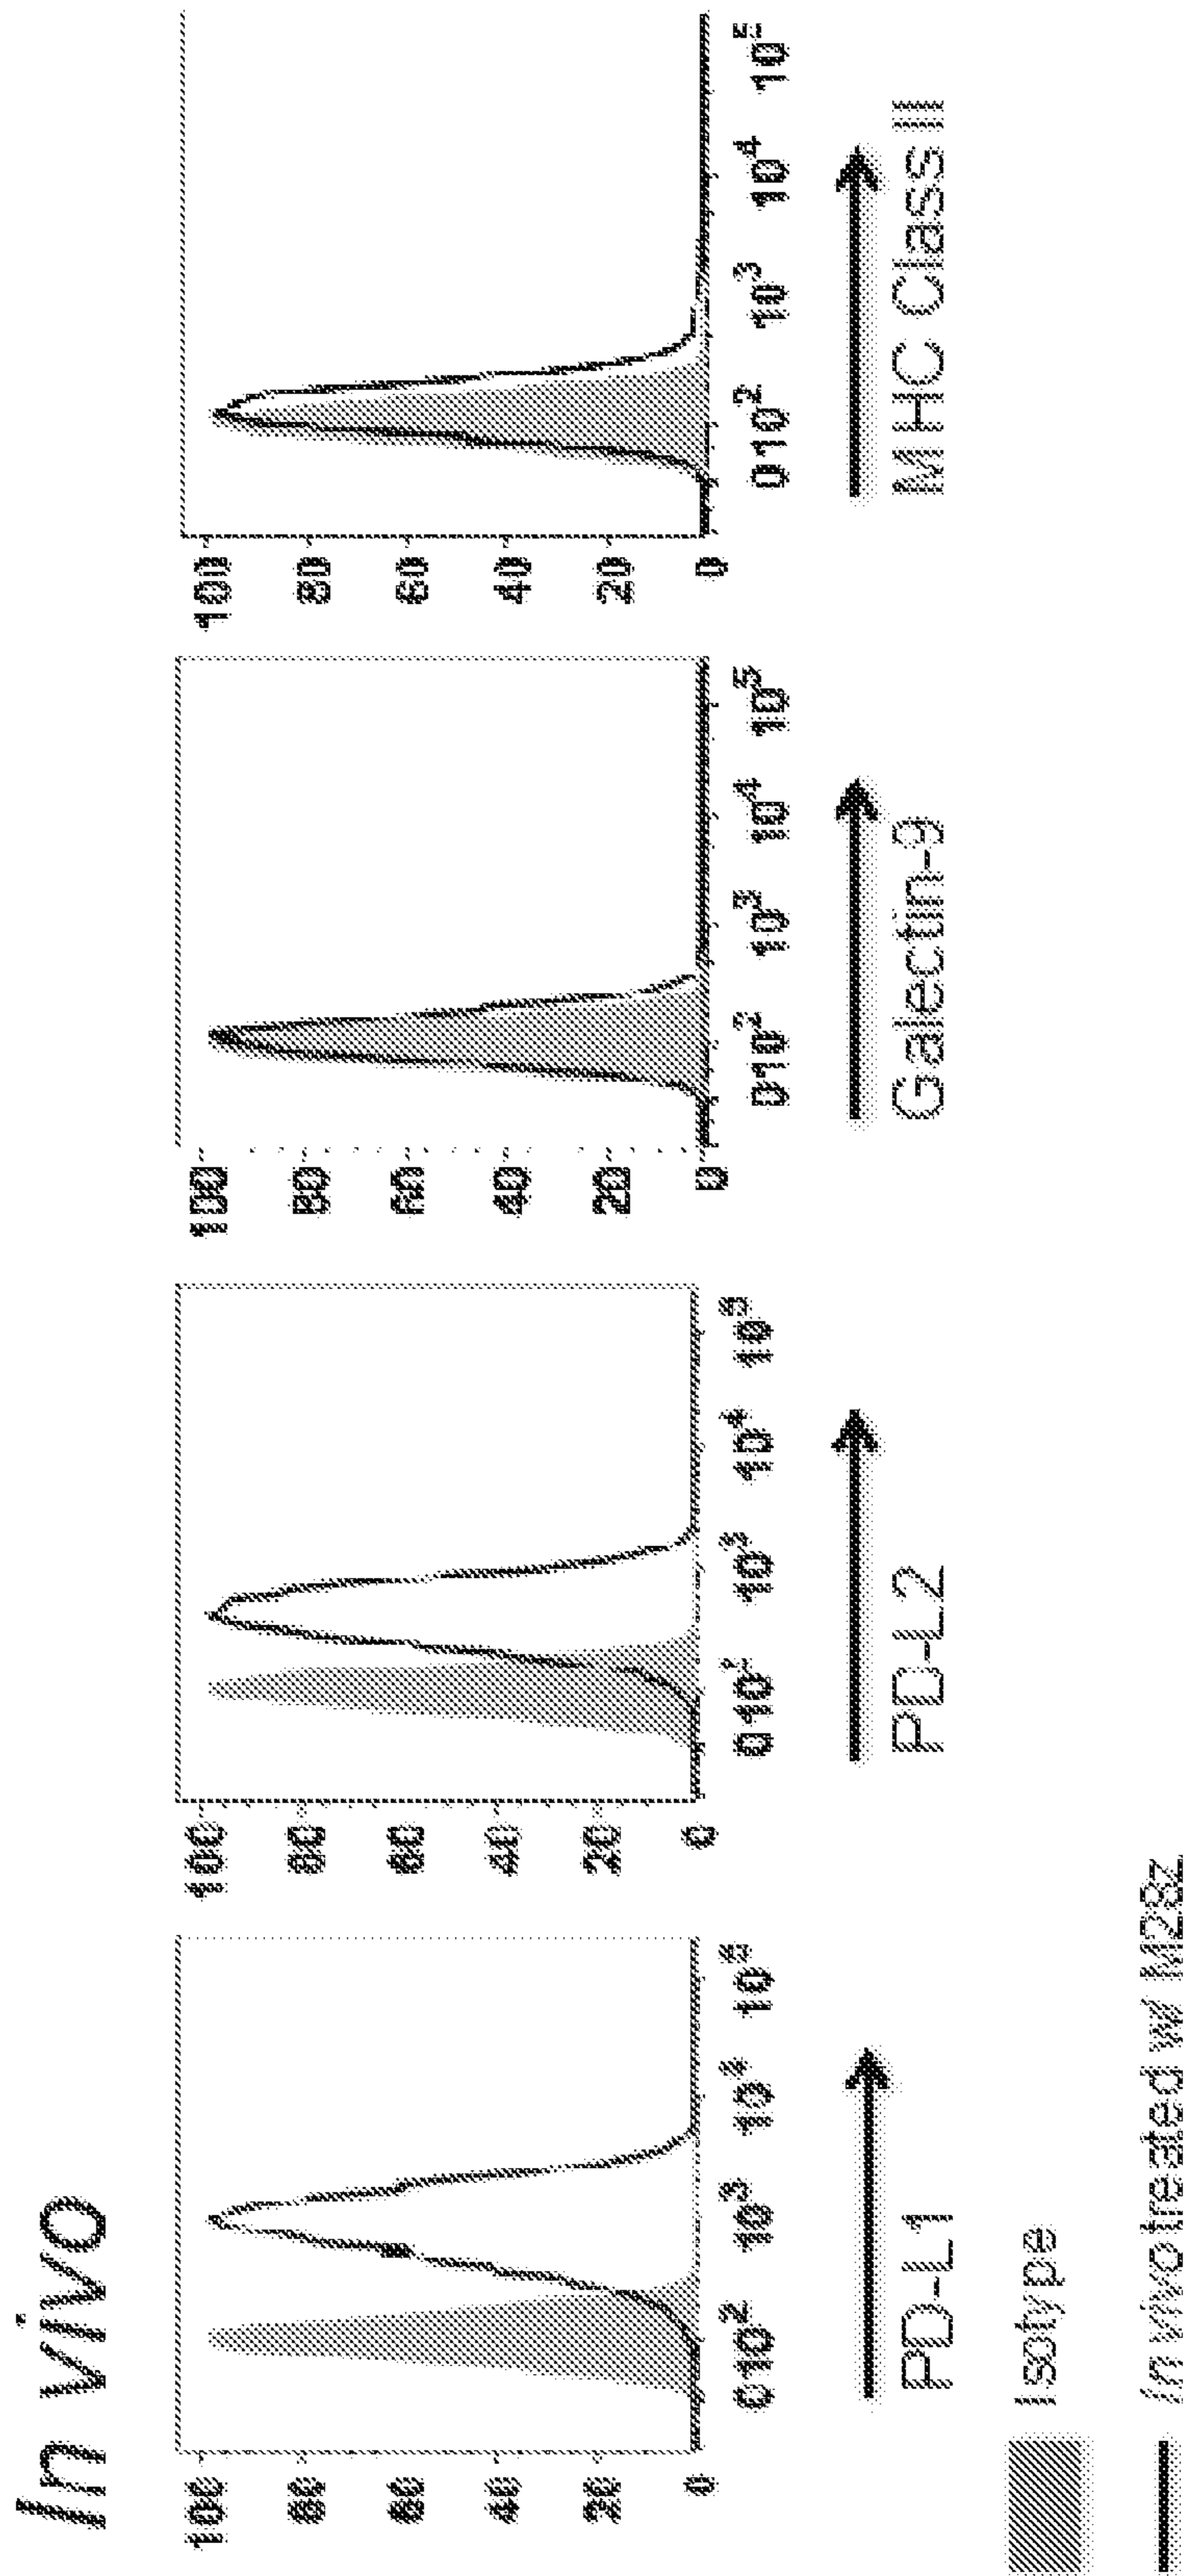 In vivo
100 80 60 40 20 0
0 10² 10³ 10⁴ 10⁵
PD-L1
100 80 60 40 20 0
0 10² 10³ 10⁴ 10⁵
PD-L2
100 80 60 40 20 0
0 10² 10³ 10⁴ 10⁵
Galectin-9
100 80 60 40 20 0
0 10² 10³ 10⁴ 10⁵
MHC Class II
Isotype
In vivo treated w/ M28z